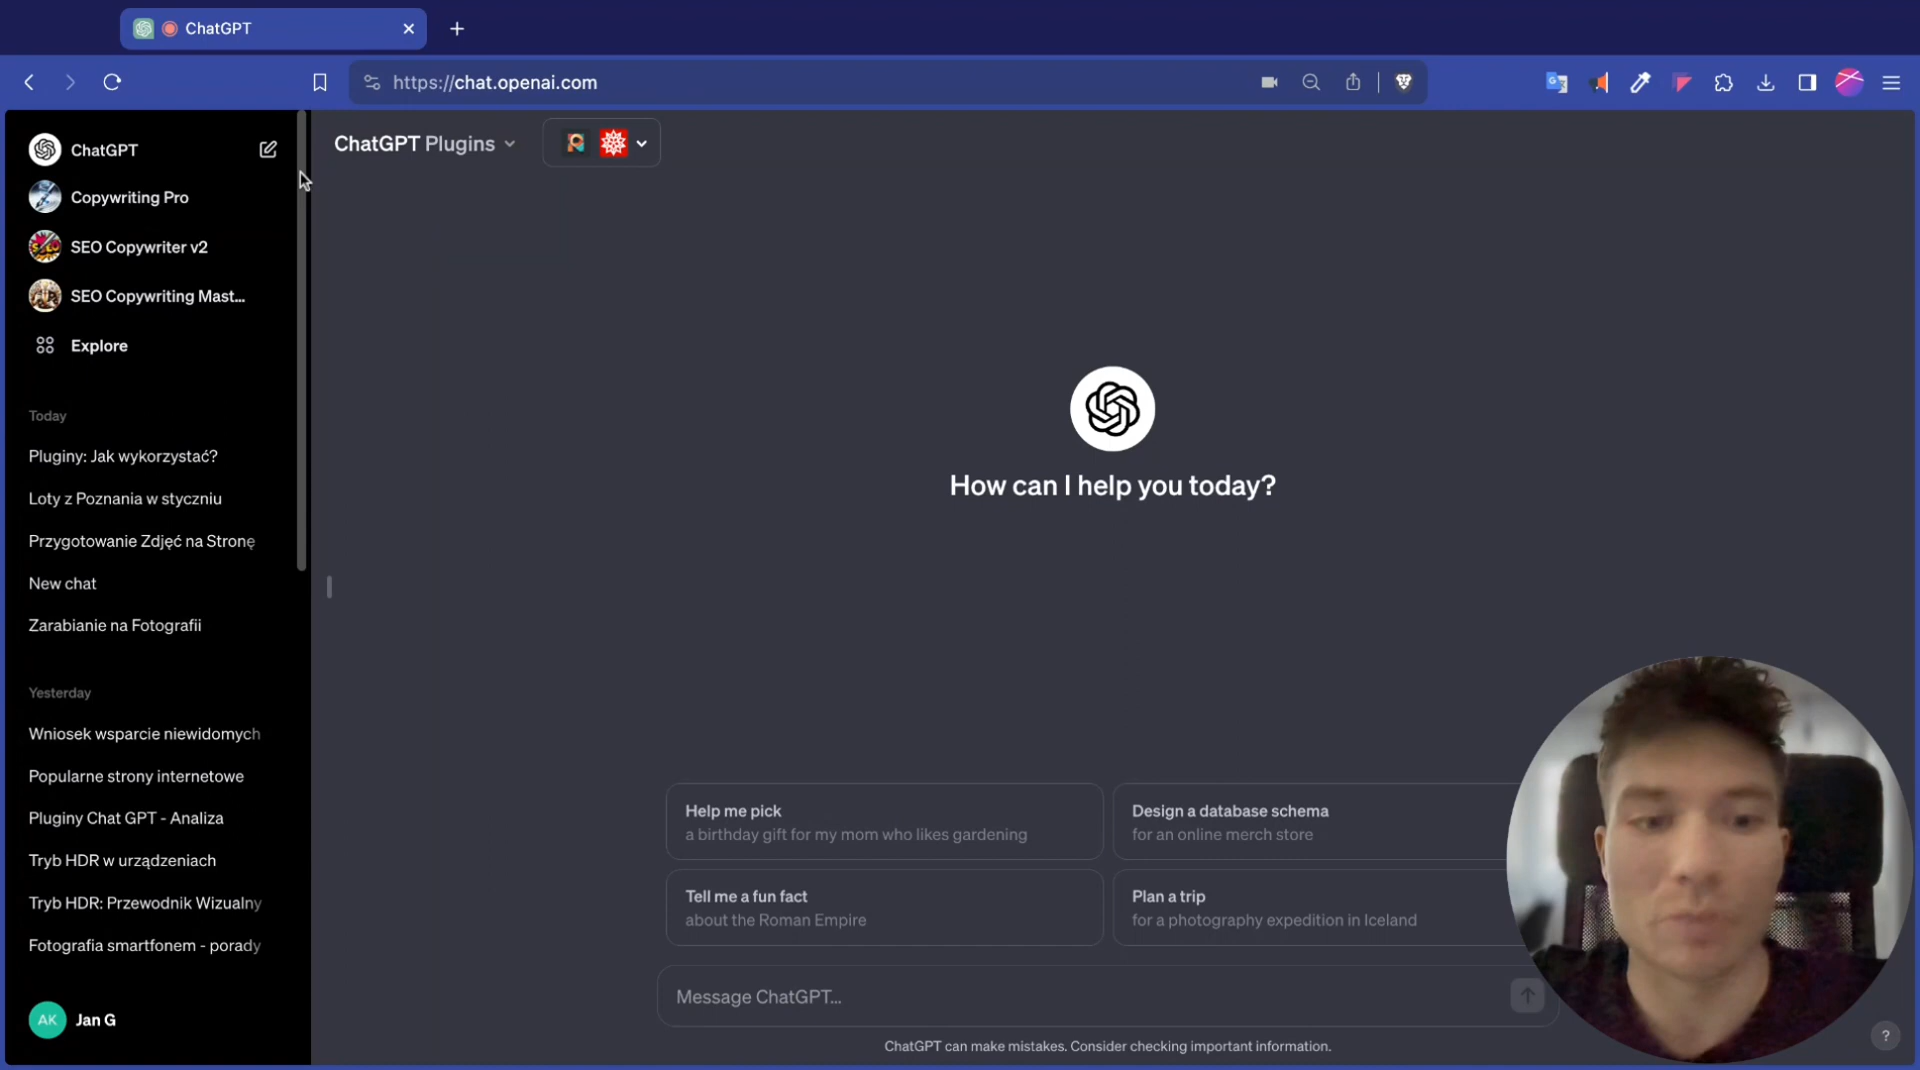 ChatGPT
https://chat.openai.com
ChatGPT
Copywriting Pro
SEO Copywriter v2
SEO Copywriting Mast...
Explore
Today
Pluginy: Jak wykorzystać?
Loty z Poznania w styczniu
Przygotowanie Zdjęć na Stronę
New chat
Zarabianie na Fotografii
Yesterday
Wniosek wsparcie niewidomych
Popularne strony internetowe
Pluginy Chat GPT - Analiza
Tryb HDR w urządzeniach
Tryb HDR: Przewodnik Wizualny
Fotografia smartfonem - porady
AK
Jan G
ChatGPT Plugins
How can I help you today?
Help me pick
a birthday gift for my mom who likes gardening
Design a database schema
for an online merch store
Tell me a fun fact
about the Roman Empire
Plan a trip
for a photography expedition in Iceland
Message ChatGPT...
ChatGPT can make mistakes. Consider checking important information.
?